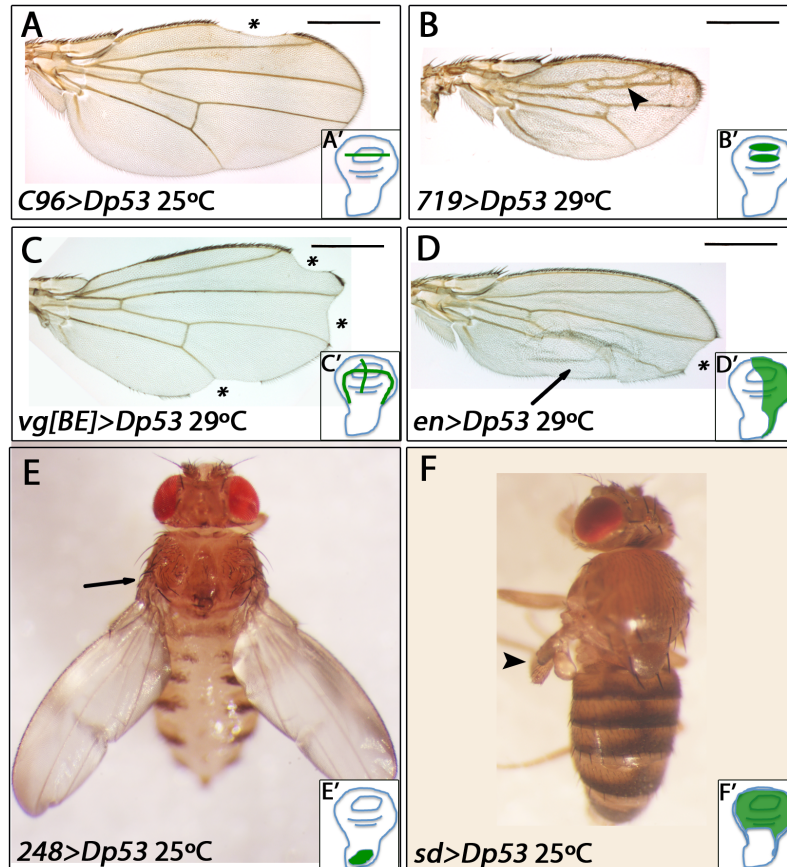 A
*
A'
C96>Dp53 25ºC
B
B'
719>Dp53 29ºC
C
*
*
*
C'
vg[BE]>Dp53 29ºC
D
*
D'
en>Dp53 29ºC
E
E'
248>Dp53 25ºC
F
F'
sd>Dp53 25ºC